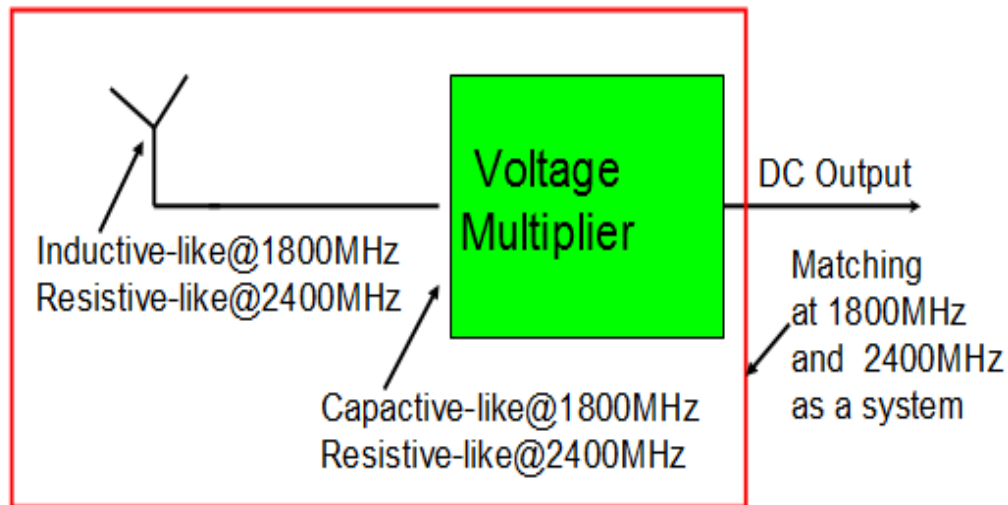 Voltage
Multiplier
DC Output
Inductive-like@1800MHz
Resistive-like@2400MHz
Matching
at 1800MHz
and 2400MHz
as a system
Capactive-like@1800MHz
Resistive-like@2400MHz